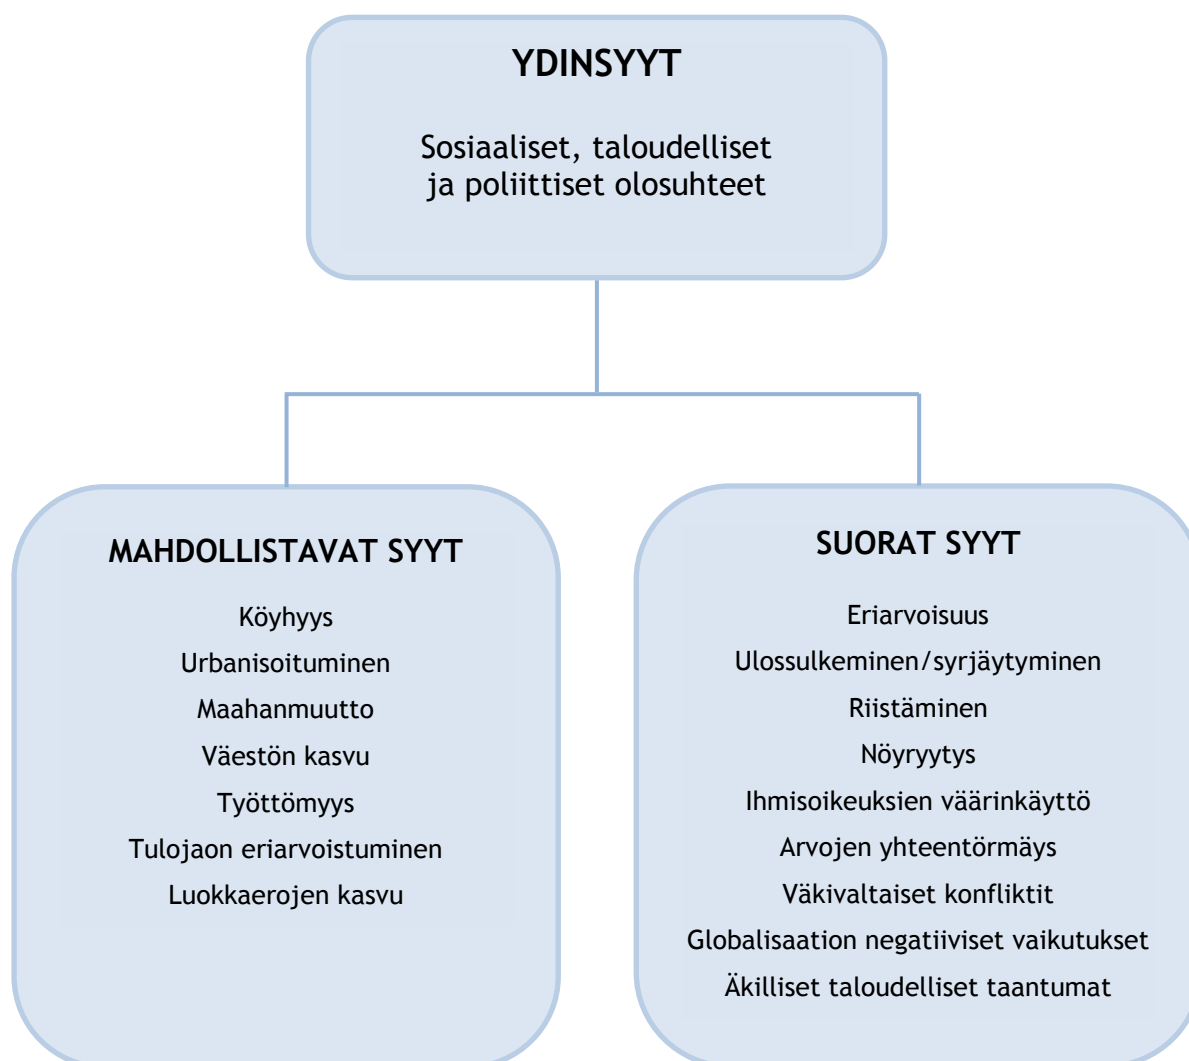 YDINSYYT
Sosiaaliset, taloudelliset
ja poliittiset olosuhteet
MAHDOLLISTAVAT SYYT
Köyhyys
Urbanisoituminen
Maahanmuutto
Väestön kasvu
Työttömyys
Tulojaon eriarvoistuminen
Luokkaerojen kasvu
SUORAT SYYT
Eriarvoisuus
Ulossulkeminen/syrjäytyminen
Riistäminen
Nöyryytys
Ihmisoikeuksien väärinkäyttö
Arvojen yhteentörmäys
Väkivaltaiset konfliktit
Globalisaation negatiiviset vaikutukset
Äkilliset taloudelliset taantumat